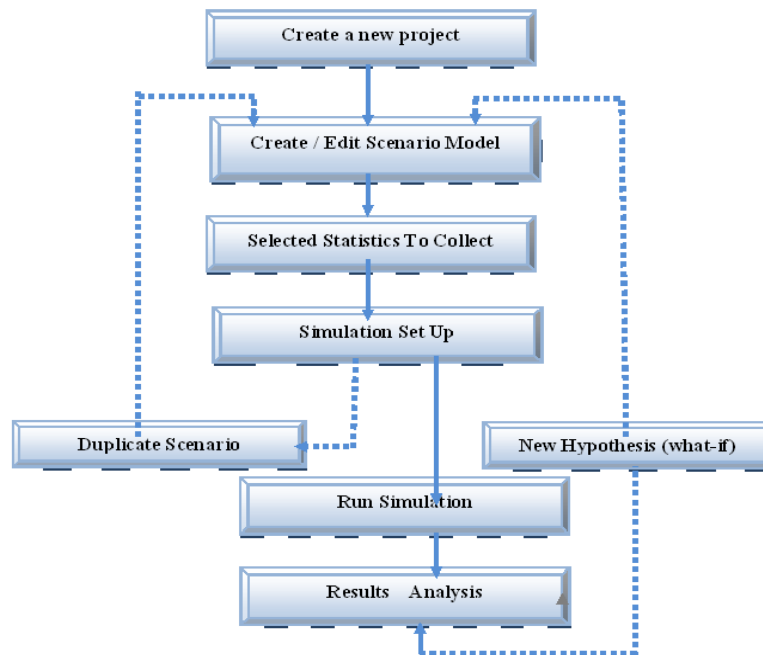 Create a new project
Create / Edit Scenario Model
Selected Statistics To Collect
Simulation Set Up
Duplicate Scenario
New Hypothesis (what-if)
Run Simulation
Results Analysis